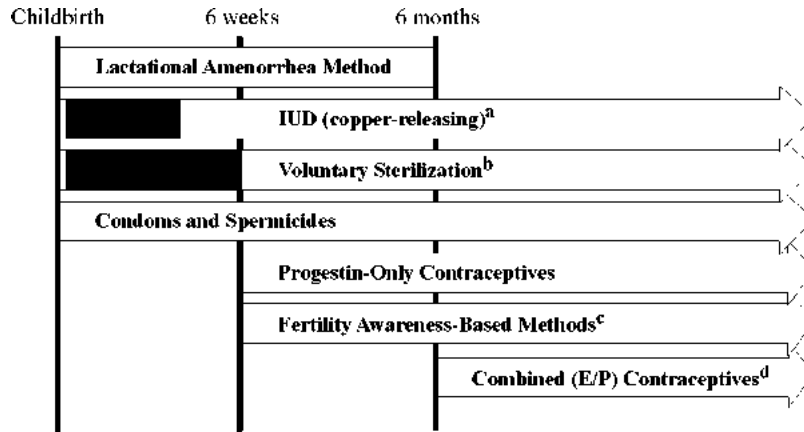 Childbirth 6 weeks 6 months
Lactational Amenorrhea Method
IUD (copper-releasing)a
Voluntary Sterilizationb
Condoms and Spermicides
Progestin-Only Contraceptives
Fertility Awareness-Based Methodsc
Combined (E/P) Contraceptivesd